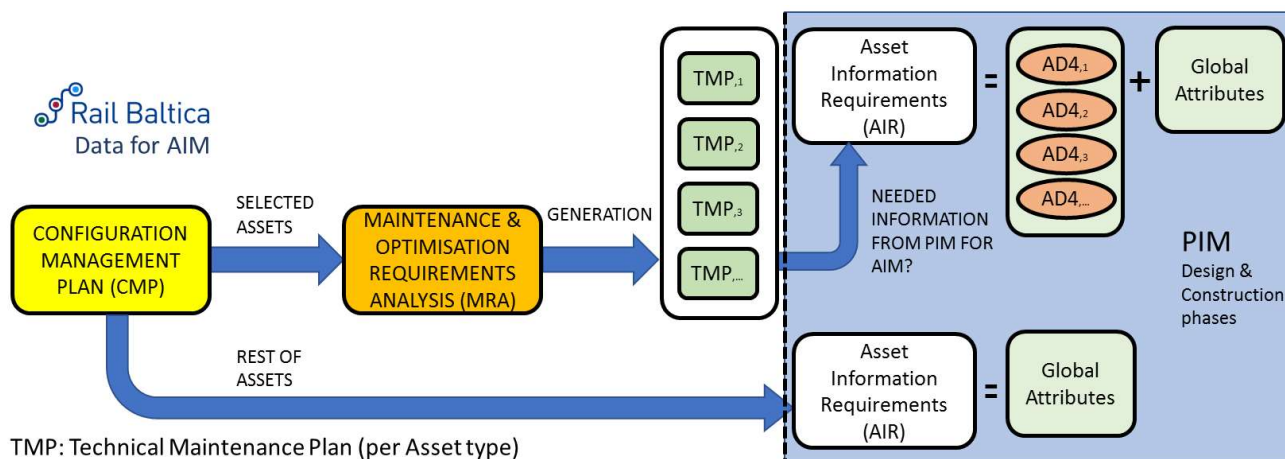 Rail Baltica
Data for AIM
CONFIGURATION
MANAGEMENT
PLAN (CMP)
SELECTED
ASSETS
MAINTENANCE &
OPTIMISATION
REQUIREMENTS
ANALYSIS (MRA)
GENERATION
TMP,1
TMP,2
TMP,3
TMP,...
NEEDED
INFORMATION
FROM PIM FOR
AIM?
Asset
Information
Requirements
(AIR)
=
AD4,1
AD4,2
AD4,3
AD4,...
+
Global
Attributes
PIM
Design &
Construction
phases
REST OF
ASSETS
Asset
Information
Requirements
(AIR)
=
Global
Attributes
TMP: Technical Maintenance Plan (per Asset type)